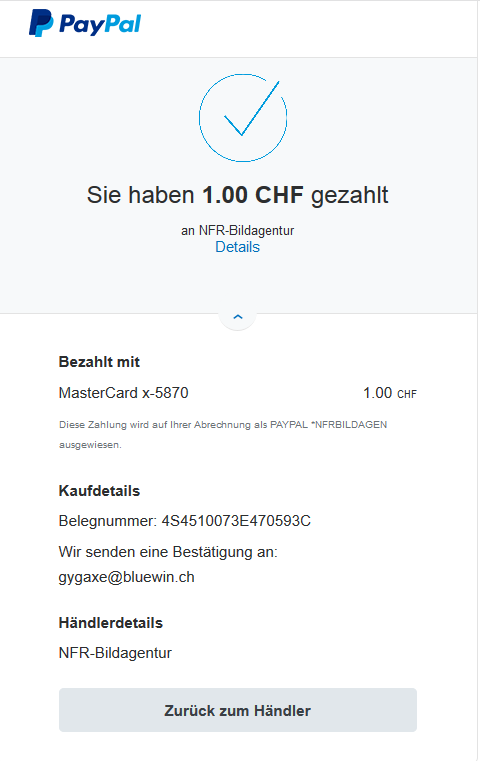 PayPal
Sie haben 1.00 CHF gezahlt
an NFR-Bildagentur
Details
Bezahlt mit
MasterCard x-5870 1.00 CHF
Diese Zahlung wird auf Ihrer Abrechnung als PAYPAL *NFRBILDAGEN
ausgewiesen.
Kaufdetails
Belegnummer: 4S4510073E470593C
Wir senden eine Bestätigung an:
gygaxe@bluewin.ch
Händlerdetails
NFR-Bildagentur
Zurück zum Händler